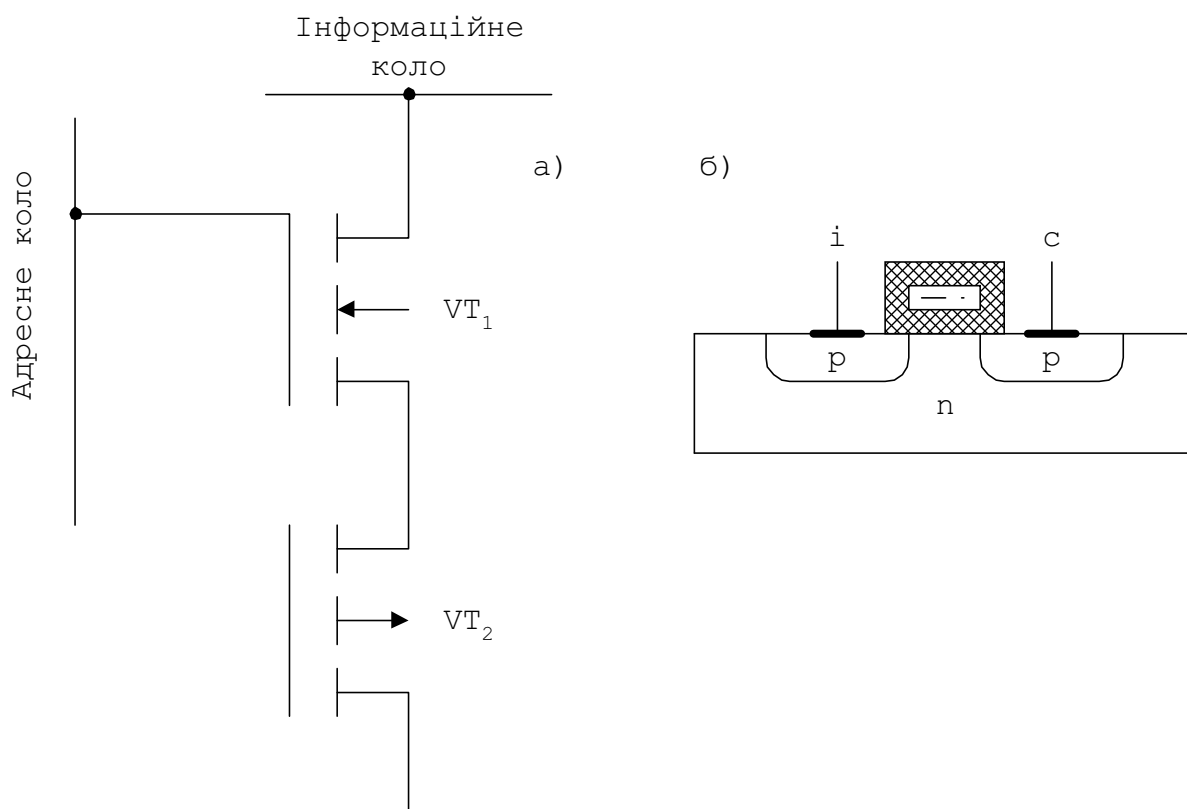 Інформаційне
коло
Адресне коло
а)
б)
VT₁
VT₂
і
с
p
p
n